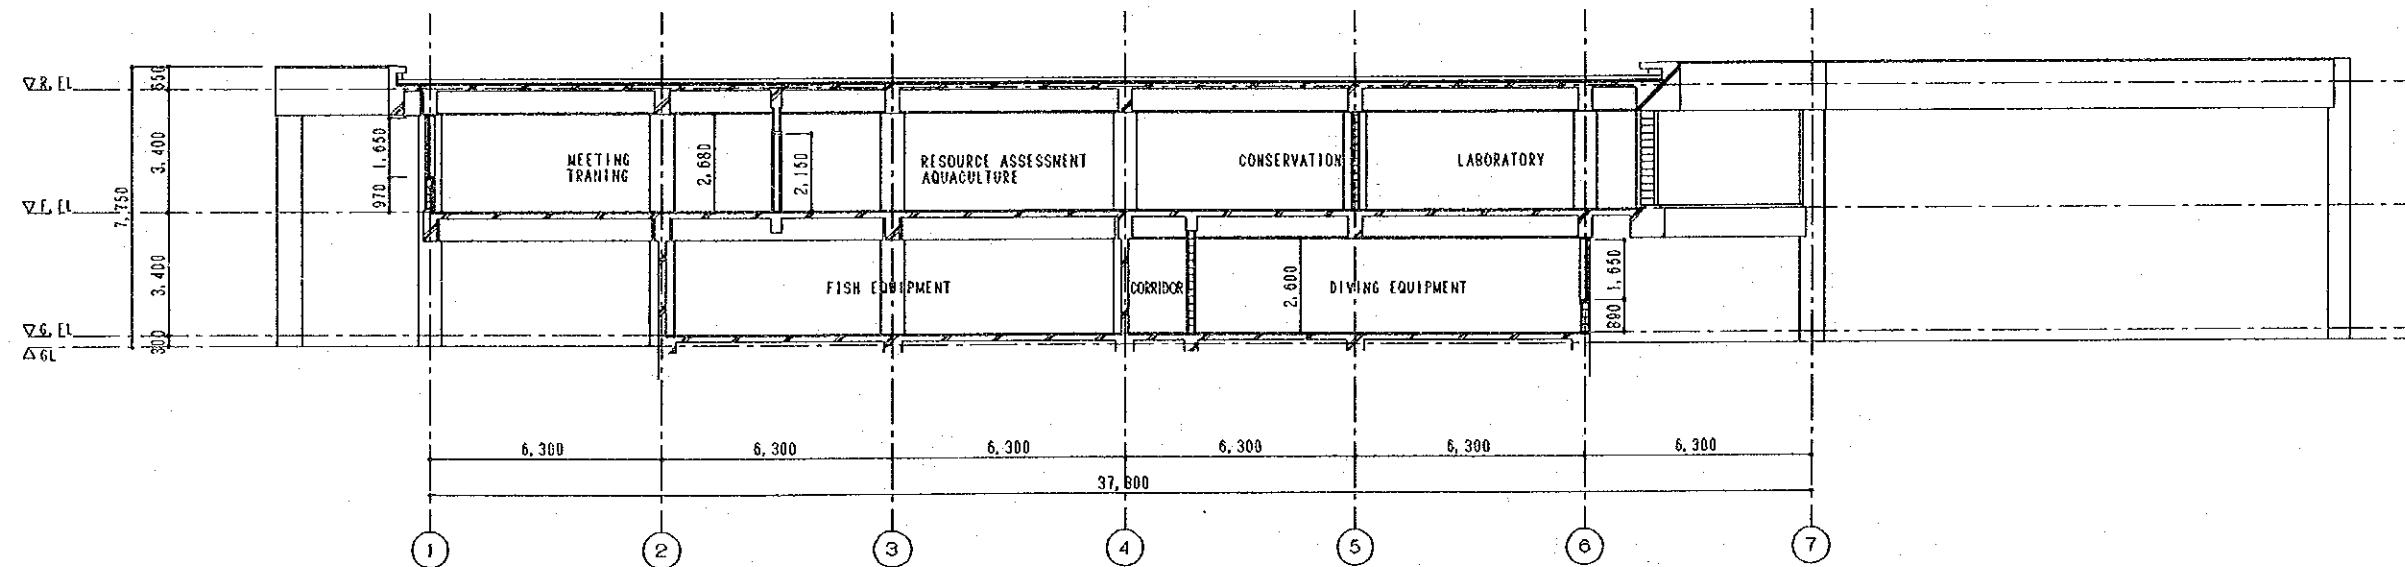 ▽R.FL
650
3,400
7,750
1,650
970
MEETING
TRANING
2,680
2,150
RESOURCE ASSESSMENT
AQUACULTURE
CONSERVATION
LABORATORY
▽F.FL
3,400
FISH EQUIPMENT
CORRIDOR
2,600
DIVING EQUIPMENT
1,650
890
▽G.FL
300
△GL
6,300 6,300 6,300 6,300 6,300 6,300
37,800
1 2 3 4 5 6 7